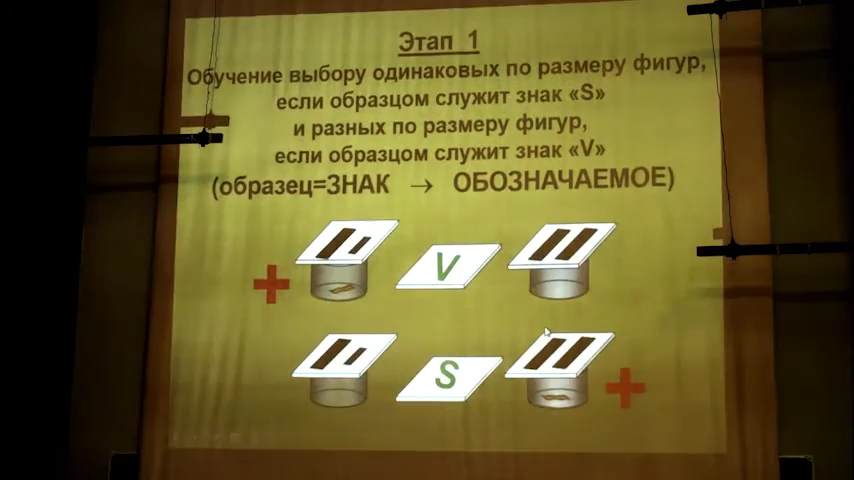 Этап 1
Обучение выбору одинаковых по размеру фигур,
если образцом служит знак «S»
и разных по размеру фигур,
если образцом служит знак «V»
(образец=ЗНАК → ОБОЗНАЧАЕМОЕ)
V
S